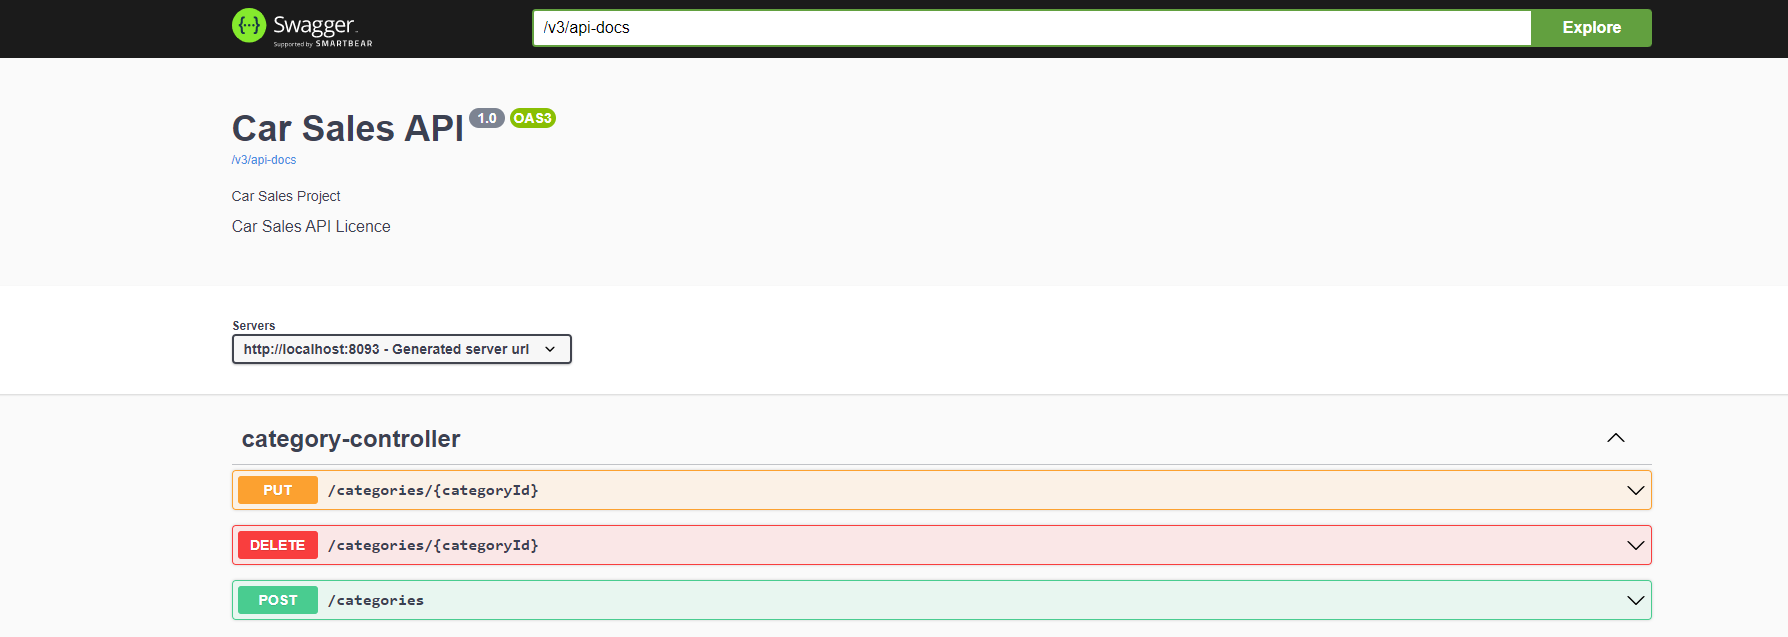 {···} Swagger
Supported by SMARTBEAR
/v3/api-docs
Explore
Car Sales API 1.0 OAS3
/v3/api-docs
Car Sales Project
Car Sales API Licence
Servers
http://localhost:8093 - Generated server url
category-controller
PUT /categories/{categoryId}
DELETE /categories/{categoryId}
POST /categories